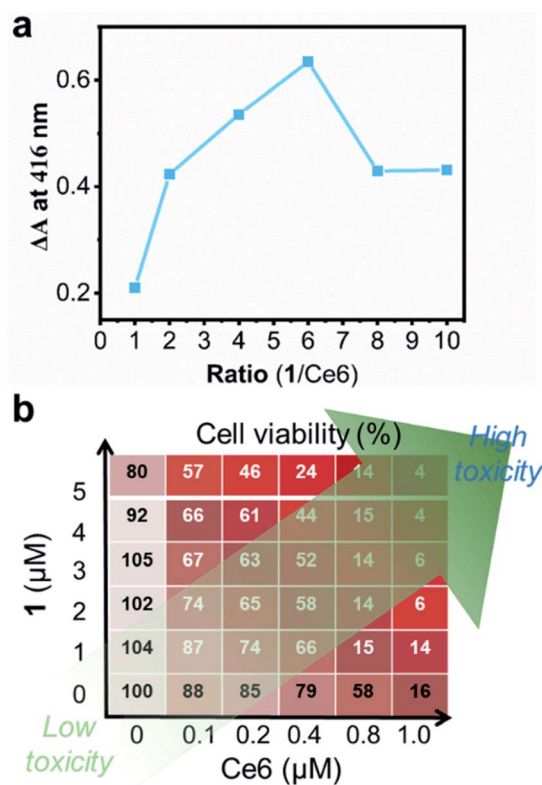 a
ΔA at 416 nm
0.6
0.4
0.2
0 1 2 3 4 5 6 7 8 9 10
Ratio (1/Ce6)
b
Cell viability (%)
High
toxicity
1 (µM)
5 80 57 46 24 14 4
4 92 66 61 44 15 4
3 105 67 63 52 14 6
2 102 74 65 58 14 6
1 104 87 74 66 15 14
0 100 88 85 79 58 16
Low
toxicity
0 0.1 0.2 0.4 0.8 1.0
Ce6 (µM)